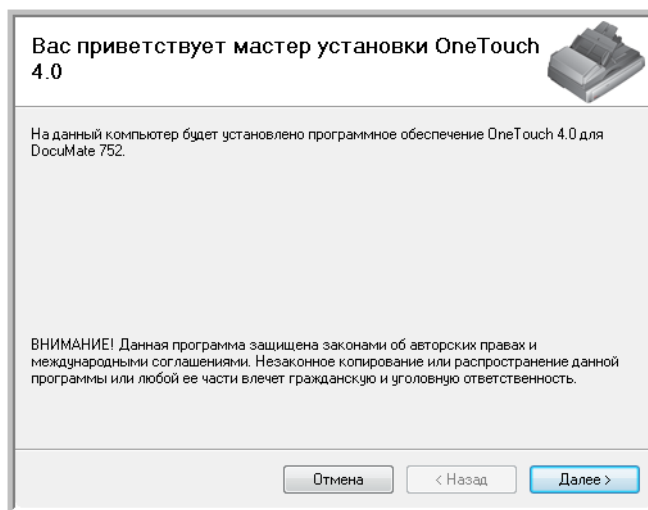 Вас приветствует мастер установки OneTouch
4.0
На данный компьютер будет установлено программное обеспечение OneTouch 4.0 для
DocuMate 752.
ВНИМАНИЕ! Данная программа защищена законами об авторских правах и
международными соглашениями. Незаконное копирование или распространение данной
программы или любой ее части влечет гражданскую и уголовную ответственность.
Отмена < Назад Далее >